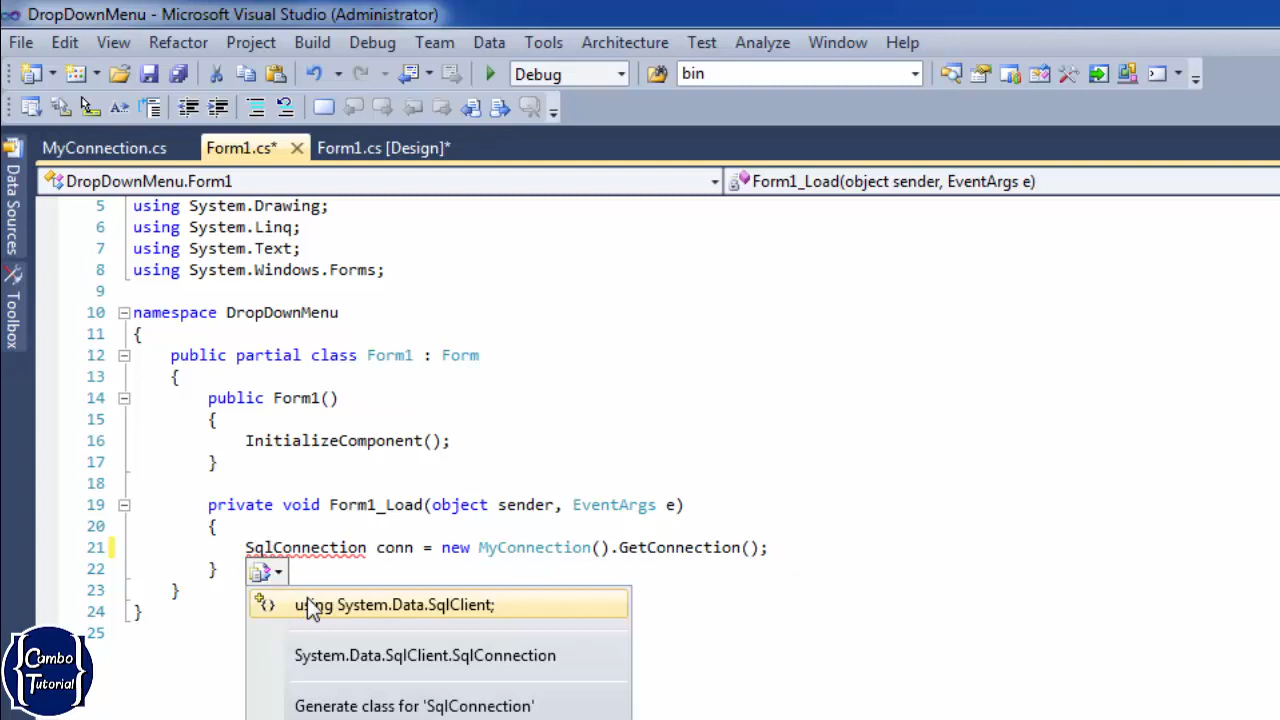 DropDownMenu - Microsoft Visual Studio (Administrator)
File Edit View Refactor Project Build Debug Team Data Tools Architecture Test Analyze Window Help
Debug bin
MyConnection.cs Form1.cs* Form1.cs [Design]*
DropDownMenu.Form1 Form1_Load(object sender, EventArgs e)
Data Sources
Toolbox
5 using System.Drawing;
6 using System.Linq;
7 using System.Text;
8 using System.Windows.Forms;
9
10 namespace DropDownMenu
11 {
12 public partial class Form1 : Form
13 {
14 public Form1()
15 {
16 InitializeComponent();
17 }
18
19 private void Form1_Load(object sender, EventArgs e)
20 {
21 SqlConnection conn = new MyConnection().GetConnection();
22 }
23 }
24 }
25
using System.Data.SqlClient;
System.Data.SqlClient.SqlConnection
Generate class for 'SqlConnection'
{Cambo
Tutorial}